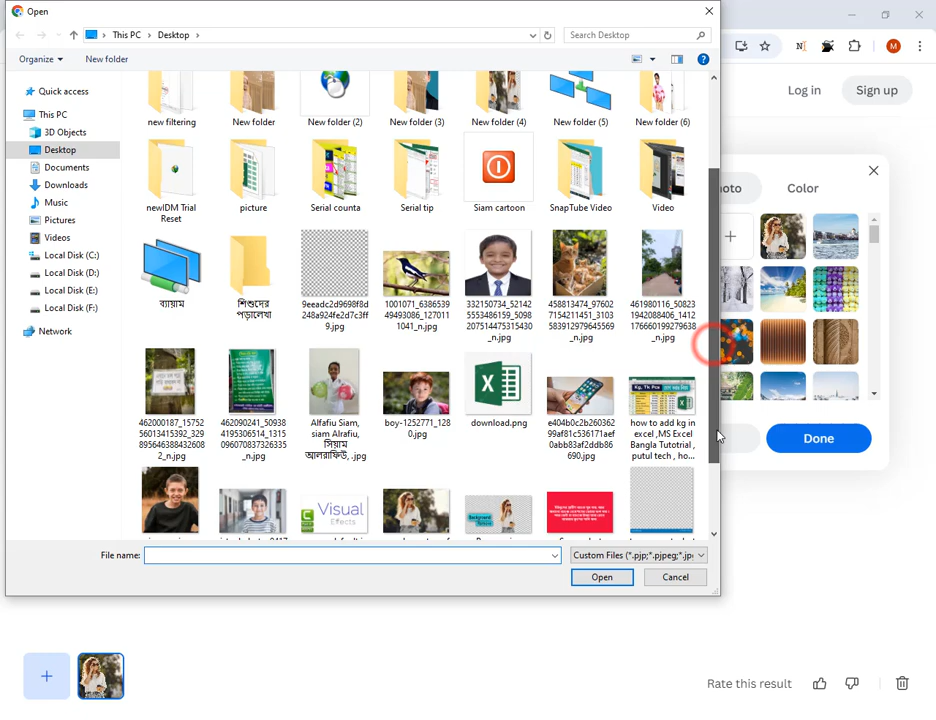 Open
This PC > Desktop >
Search Desktop
Organize
New folder
Log in
Sign up
Quick access
This PC
3D Objects
Desktop
Documents
Downloads
Music
Pictures
Videos
Local Disk (C:)
Local Disk (D:)
Local Disk (E:)
Local Disk (F:)
Network
new filtering
New folder
New folder (2)
New folder (3)
New folder (4)
New folder (5)
New folder (6)
newIDM Trial
Reset
picture
Serial counta
Serial tip
Siam cartoon
SnapTube Video
Video
ব্যায়াম
শিশুদের
পড়ালেখা
9eeadc2d9698f8d
248a924fe2d7c3ff
9.jpg
1001071_6386539
49493086_127011
1041_n.jpg
332150734_52142
5553486159_5098
207514475315430
_n.jpg
458813474_97602
7154211451_3103
583912979645569
_n.jpg
461980116_50823
1942088406_1412
176660199279638
_n.jpg
462000187_15752
56013415392_329
895646388432608
2_n.jpg
462090241_50938
4195306514_1315
096070837326335
_n.jpg
Alfafiu Siam,
siam Alrafiu,
সিয়াম
আলরাফিউ, .jpg
boy-1252771_128
0.jpg
download.png
e404b0c2b260362
99af81c536171aef
0abb83af2ddb86
690.jpg
Kg, Tk Pcs
how to add kg in
excel ,MS Excel
Bangla Tutotrial ,
putul tech , ho...
Visual
Effects
oto
Color
Done
File name:
Custom Files (*.pjp;*.pjpeg;*.jp
Open
Cancel
Rate this result